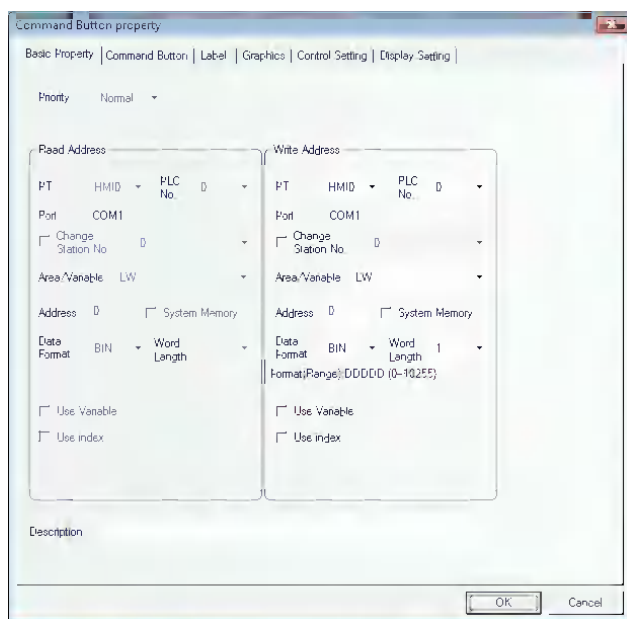 Command Button property
Basic Property | Command Button | Label | Graphics | Control Setting | Display Setting
Priority Normal
Read Address
PT HMI0 PLC No. 0
Port COM1
Change Station No 0
Area/Variable LW
Address 0 System Memory
Data Format BIN Word Length
Use Variable
Use index
Write Address
PT HMI0 PLC No. 0
Port COM1
Change Station No 0
Area/Variable LW
Address 0 System Memory
Data Format BIN Word Length 1
Format(Range):DDDDD (0~10255)
Use Variable
Use index
Description
OK Cancel